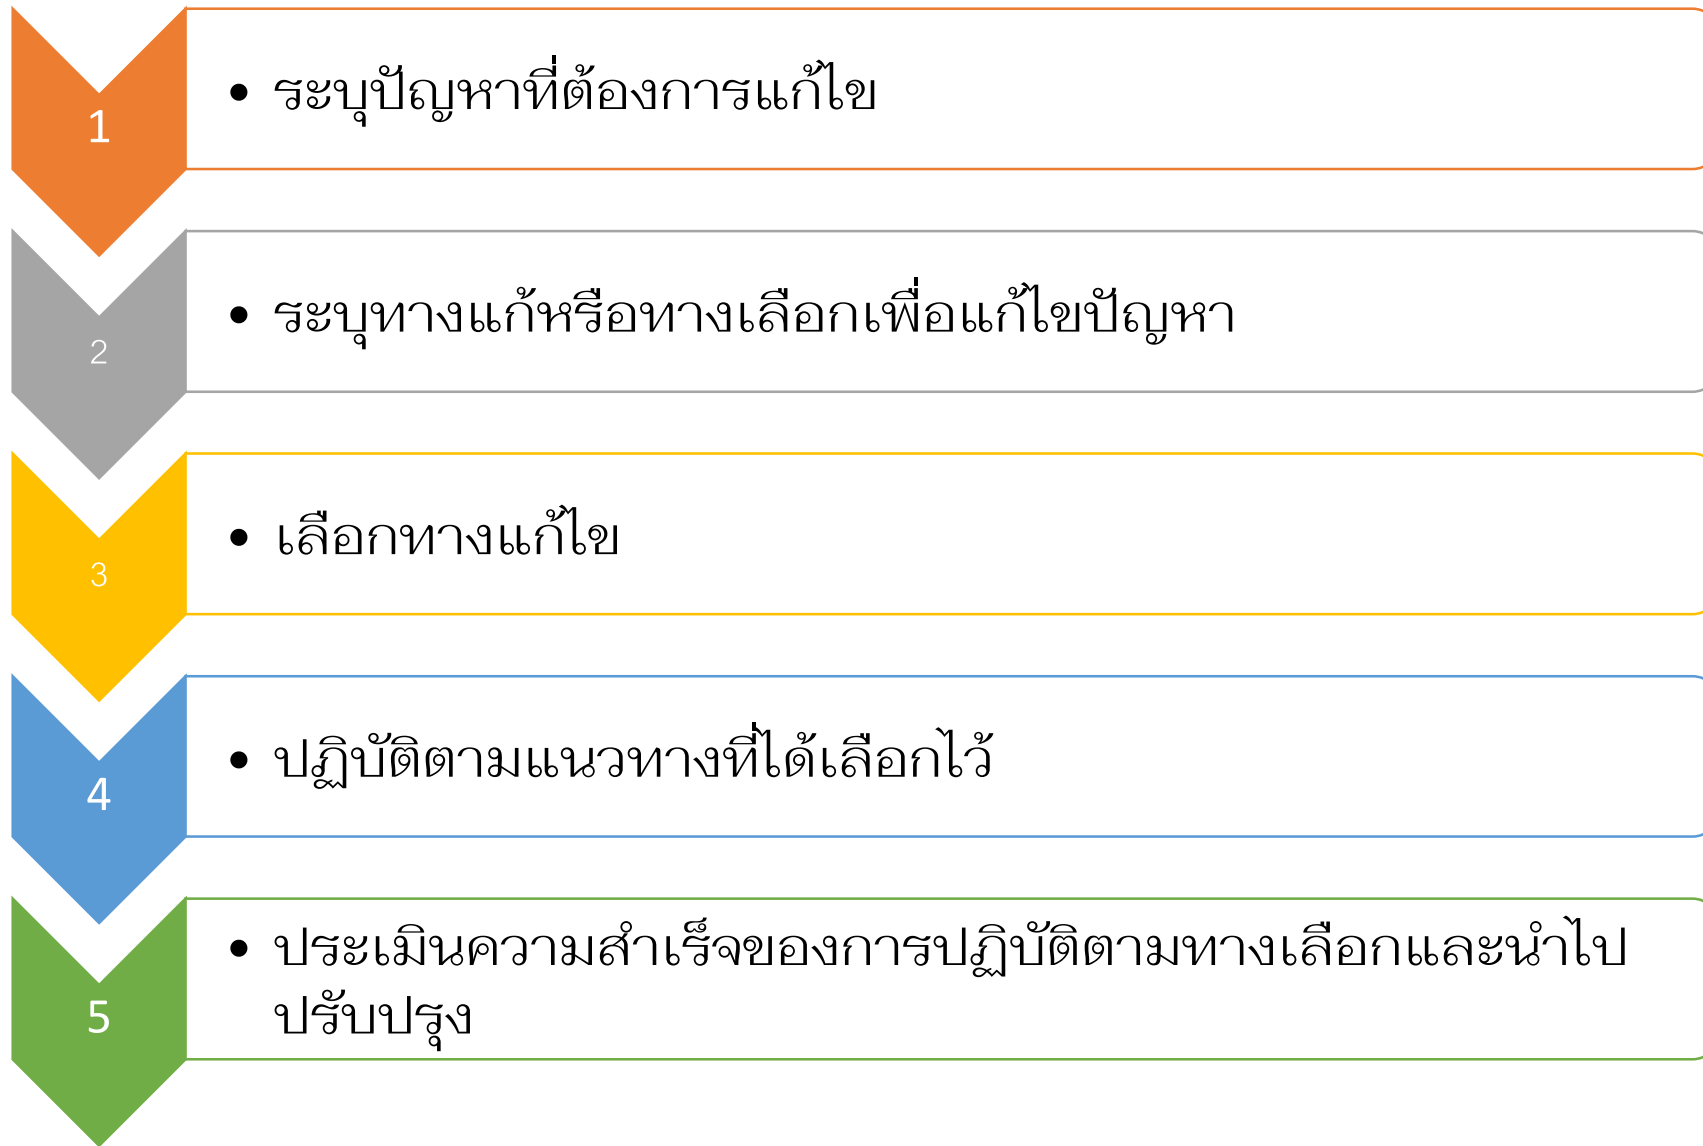 1
• ระบุปัญหาที่ต้องการแก้ไข
2
• ระบุทางแก้หรือทางเลือกเพื่อแก้ไขปัญหา
3
• เลือกทางแก้ไข
4
• ปฏิบัติตามแนวทางที่ได้เลือกไว้
5
• ประเมินความสำเร็จของการปฏิบัติตามทางเลือกและนำไป
ปรับปรุง